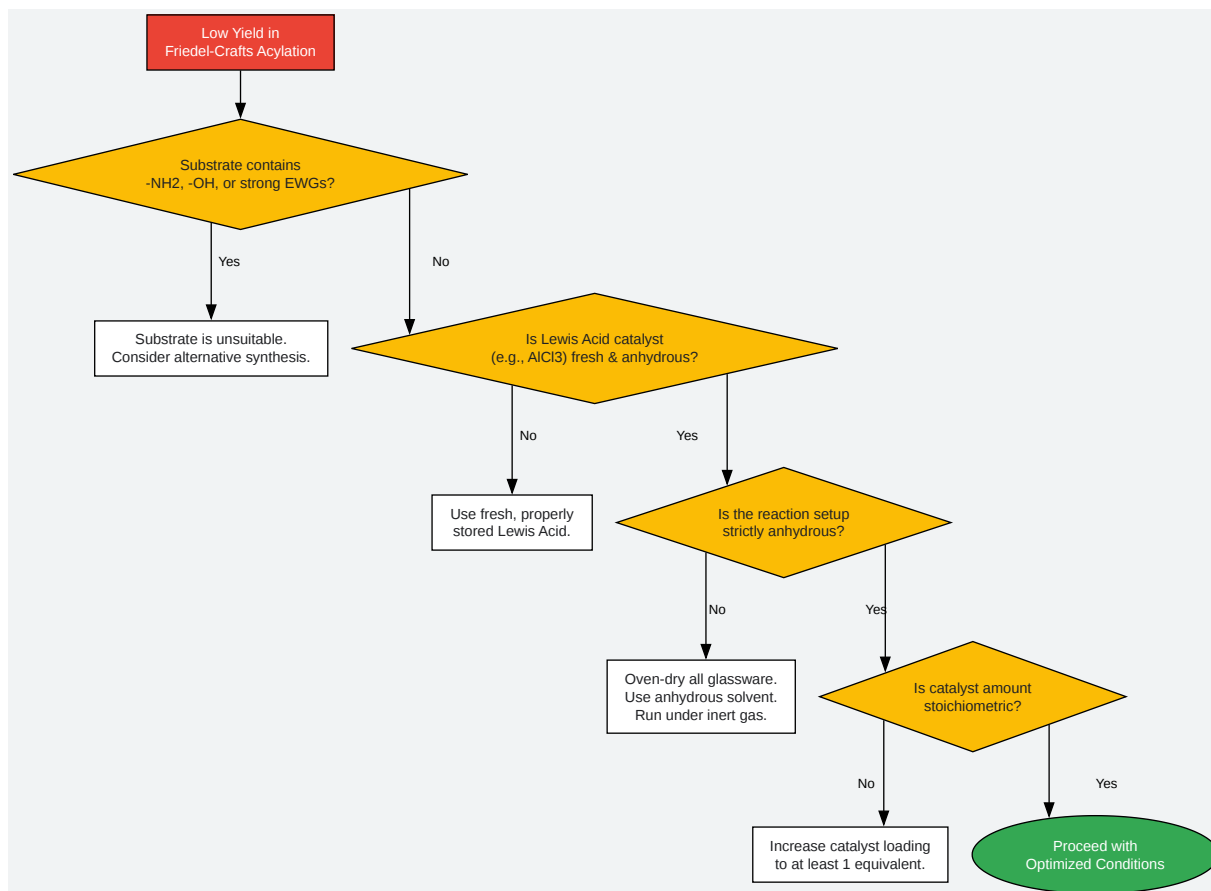 Low Yield in
Friedel-Crafts Acylation
Substrate contains
-NH2, -OH, or strong EWGs?
Yes
No
Substrate is unsuitable.
Consider alternative synthesis.
Is Lewis Acid catalyst
(e.g., AlCl3) fresh & anhydrous?
No
Yes
Use fresh, properly
stored Lewis Acid.
Is the reaction setup
strictly anhydrous?
No
Yes
Oven-dry all glassware.
Use anhydrous solvent.
Run under inert gas.
Is catalyst amount
stoichiometric?
No
Yes
Increase catalyst loading
to at least 1 equivalent.
Proceed with
Optimized Conditions